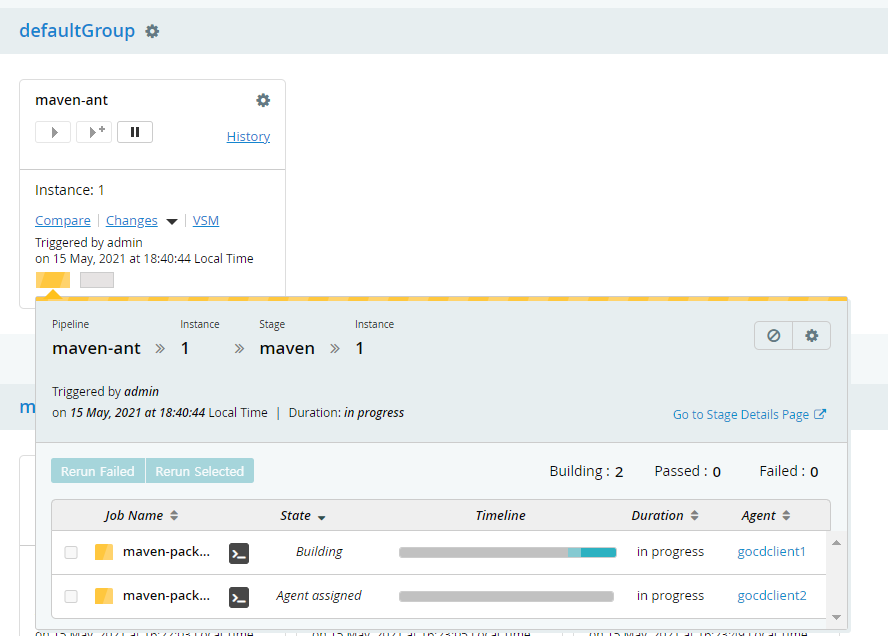 defaultGroup
maven-ant
History
Instance: 1
Compare Changes VSM
Triggered by admin
on 15 May, 2021 at 18:40:44 Local Time
Pipeline Instance Stage Instance
maven-ant » 1 » maven » 1
Triggered by admin
on 15 May, 2021 at 18:40:44 Local Time | Duration: in progress
Go to Stage Details Page
m
Rerun Failed Rerun Selected Building : 2 Passed : 0 Failed : 0
Job Name State Timeline Duration Agent
maven-pack... Building in progress gocdclient1
maven-pack... Agent assigned in progress gocdclient2